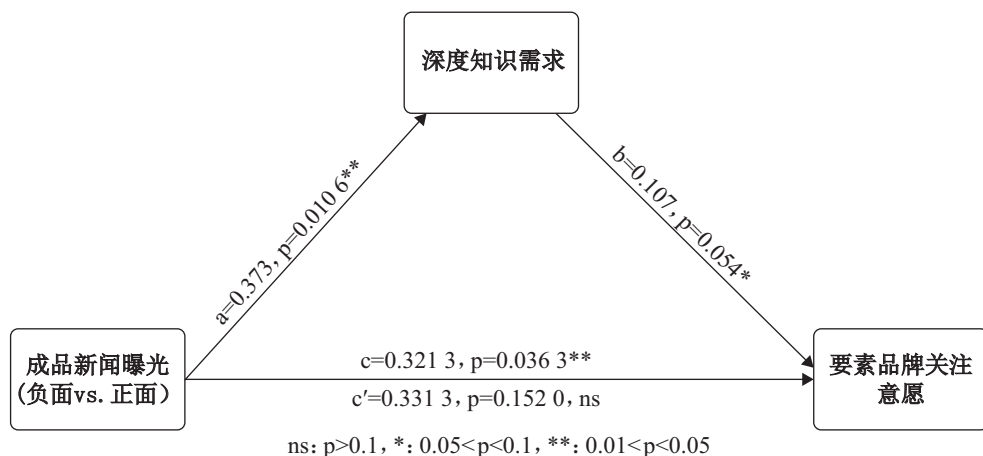 深度知识需求
a=0.373, p=0.010 6**
b=0.107, p=0.054*
成品新闻曝光
(负面vs.正面）
c=0.321 3, p=0.036 3**
c′=0.331 3, p=0.152 0, ns
要素品牌关注
意愿
ns: p>0.1, *: 0.05<p<0.1, **: 0.01<p<0.05